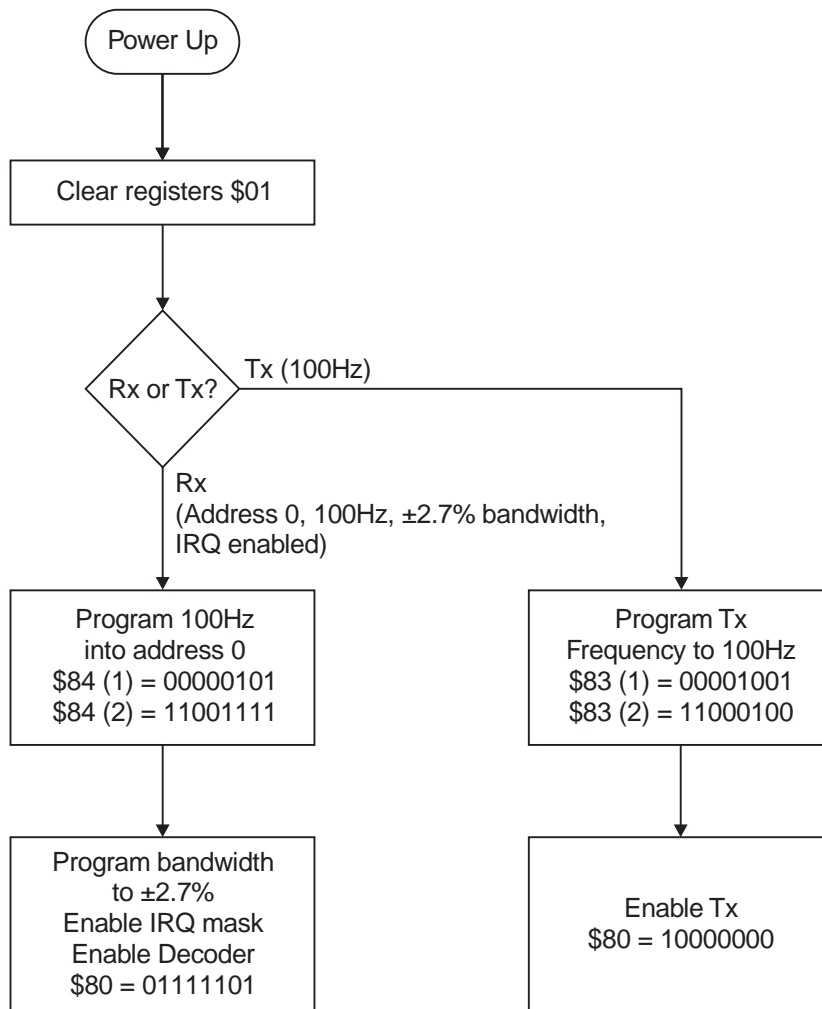 Power Up
Clear registers $01
Rx or Tx?
Tx (100Hz)
Rx
(Address 0, 100Hz, ±2.7% bandwidth,
IRQ enabled)
Program 100Hz
into address 0
$84 (1) = 00000101
$84 (2) = 11001111
Program Tx
Frequency to 100Hz
$83 (1) = 00001001
$83 (2) = 11000100
Program bandwidth
to ±2.7%
Enable IRQ mask
Enable Decoder
$80 = 01111101
Enable Tx
$80 = 10000000